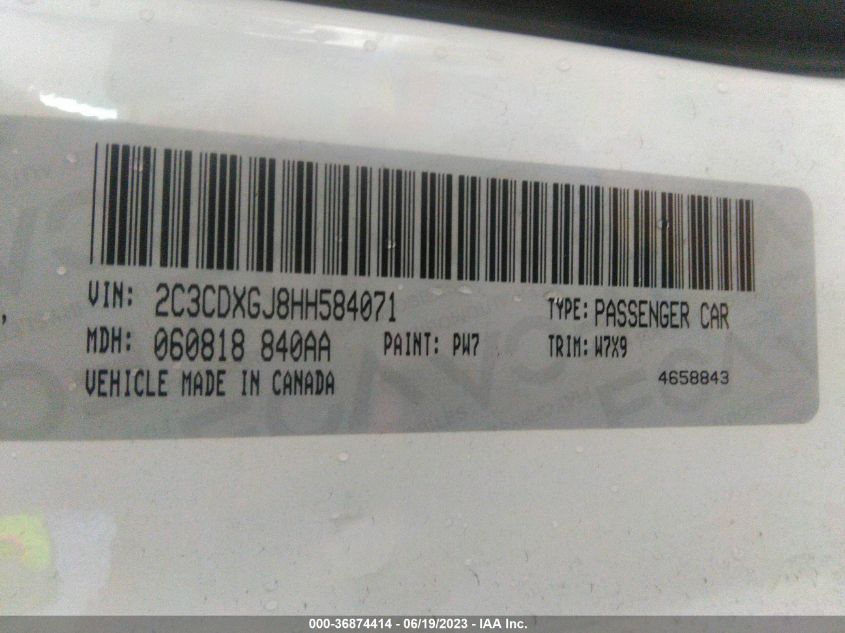 VIN: 2C3CDXGJ8HH584071 TYPE: PASSENGER CAR
MDH: 060818 840AA PAINT: PW7 TRIM: W7X9
VEHICLE MADE IN CANADA 4658843
000-36874414 - 06/19/2023 - IAA Inc.